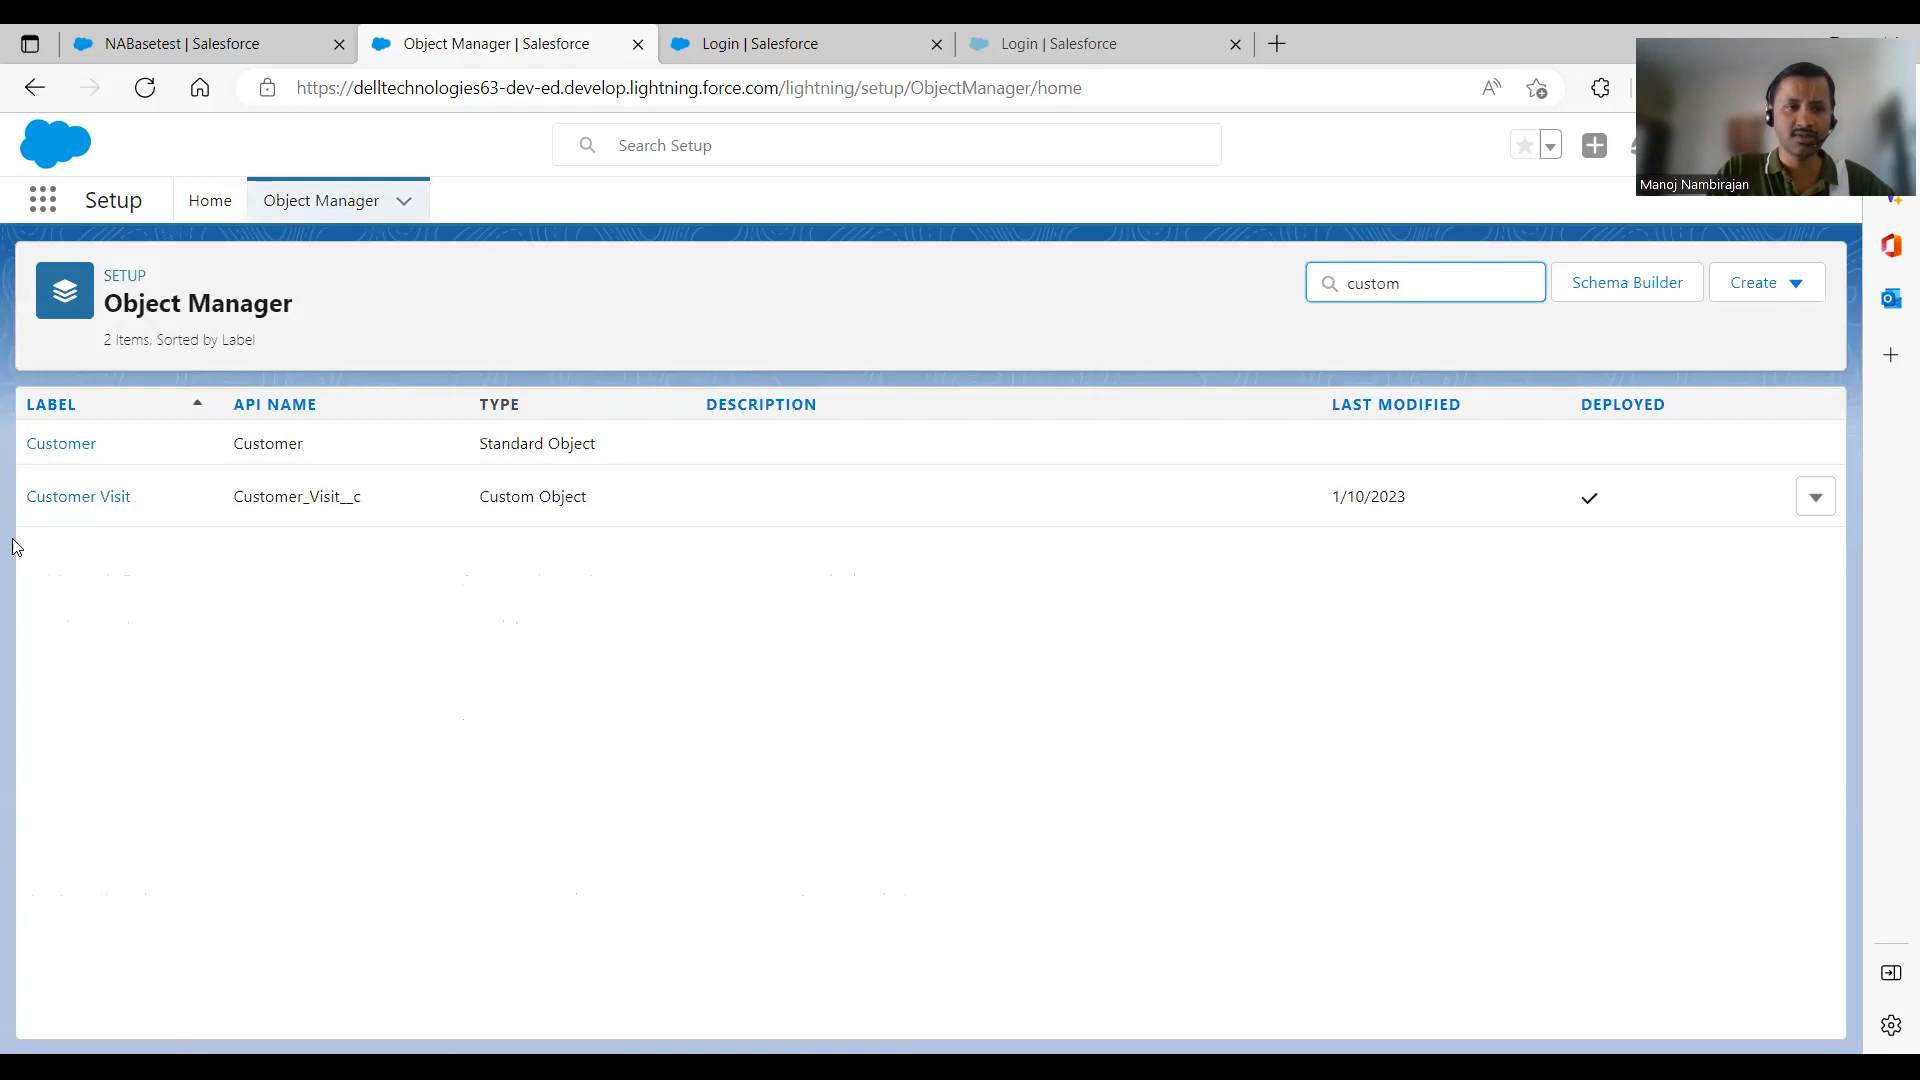 NABasetest | Salesforce
Object Manager | Salesforce
Login | Salesforce
Login | Salesforce
https://delltechnologies63-dev-ed.develop.lightning.force.com/lightning/setup/ObjectManager/home
Search Setup
Manoj Nambirajan
Setup
Home
Object Manager
SETUP
Object Manager
2 Items, Sorted by Label
custom
Schema Builder
Create
LABEL API NAME TYPE DESCRIPTION LAST MODIFIED DEPLOYED
Customer Customer Standard Object
Customer Visit Customer_Visit__c Custom Object 1/10/2023